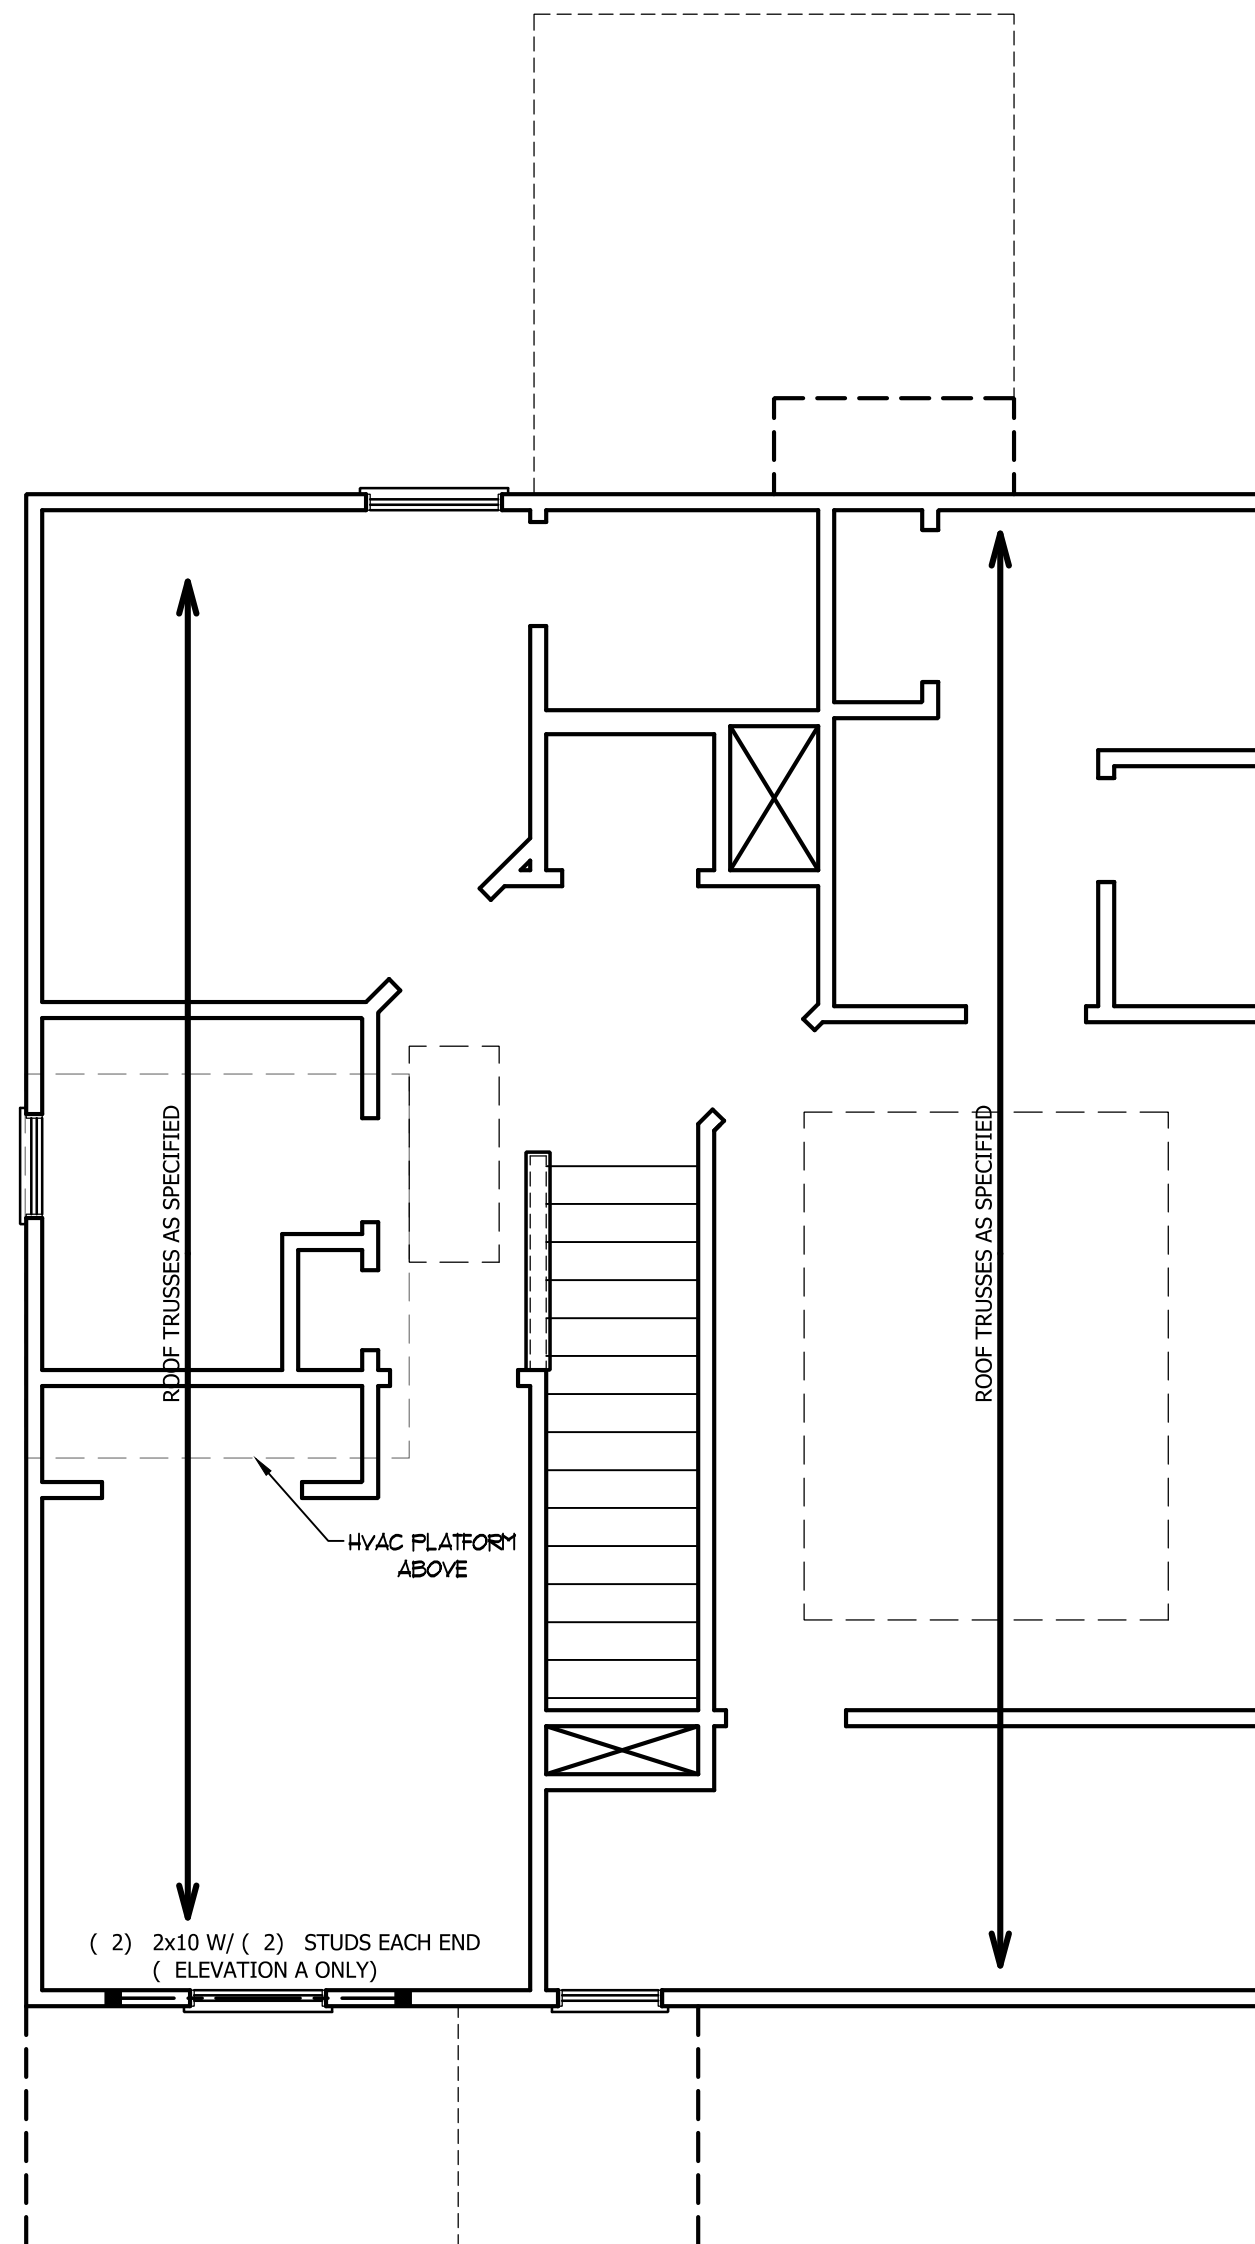 ROOF TRUSSES AS SPECIFIED
ROOF TRUSSES AS SPECIFIED
HVAC PLATFORM
ABOVE
( 2) 2x10 W/ ( 2) STUDS EACH END
( ELEVATION A ONLY)